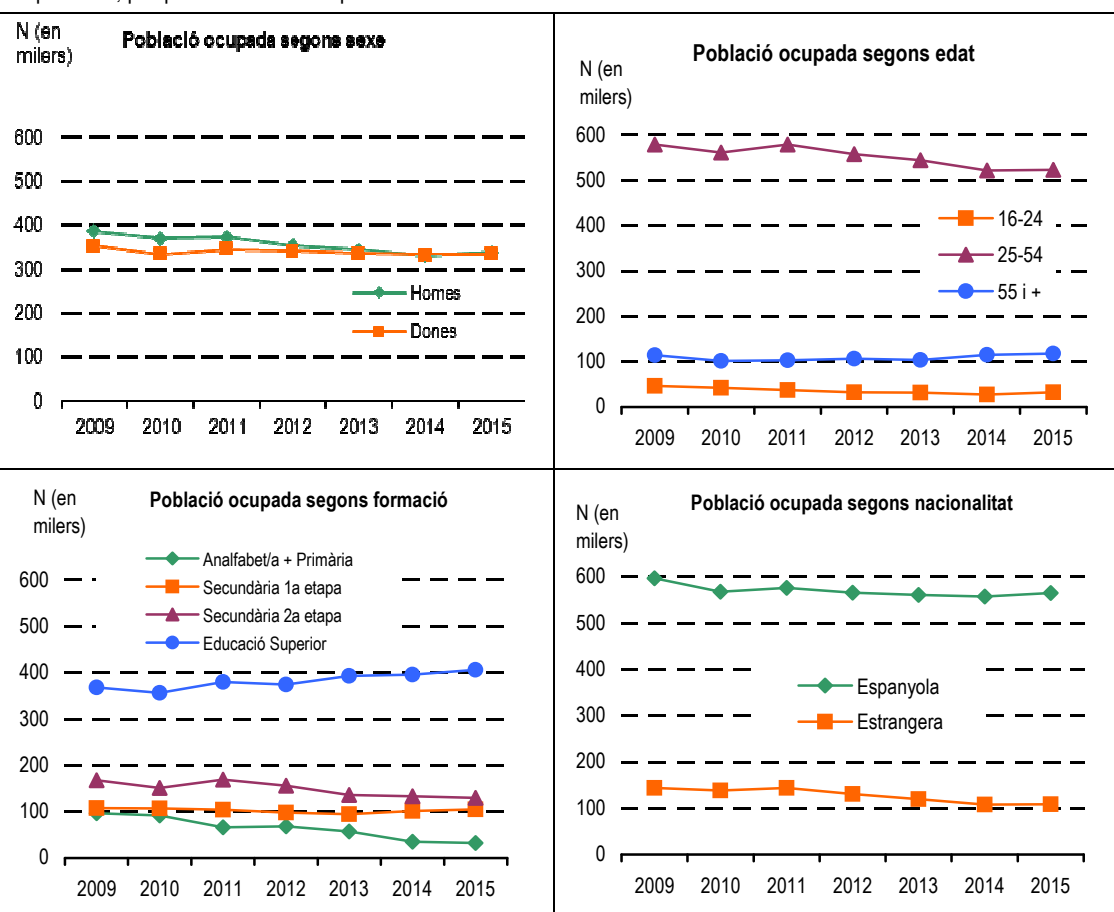 N (en
milers)
Població ocupada segons sexe
600
500
400
300
200
100
0
Homes
Dones
2009 2010 2011 2012 2013 2014 2015
Població ocupada segons edat
N (en
milers)
600
500
400
300
200
100
0
16-24
25-54
55 i +
2009 2010 2011 2012 2013 2014 2015
N (en
milers)
Població ocupada segons formació
Analfabet/a + Primària
Secundària 1a etapa
Secundària 2a etapa
Educació Superior
600
500
400
300
200
100
0
2009 2010 2011 2012 2013 2014 2015
Població ocupada segons nacionalitat
N (en
milers)
600
500
400
300
200
100
0
Espanyola
Estrangera
2009 2010 2011 2012 2013 2014 2015